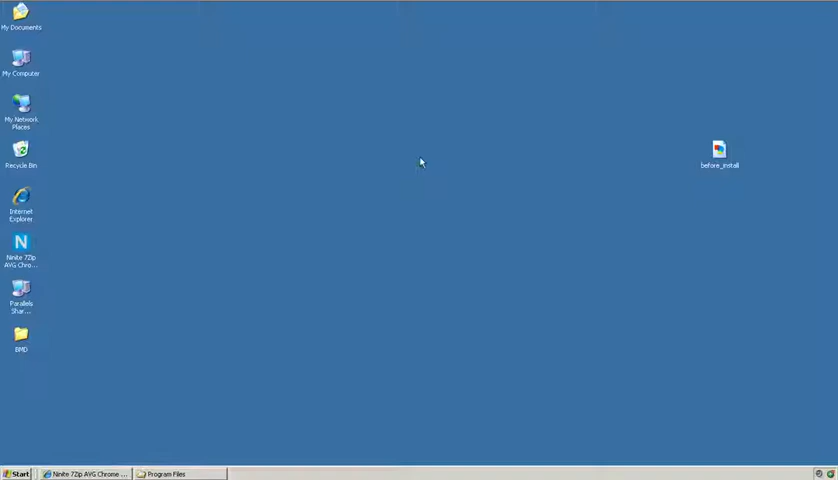 My Documents
My Computer
My Network
Places
Recycle Bin
Internet
Explorer
N
Ninite 7Zip
AVG Chro...
Parallels
Shar...
BMD
before_install
Start
Ninite 7Zip AVG Chrome ...
Program Files